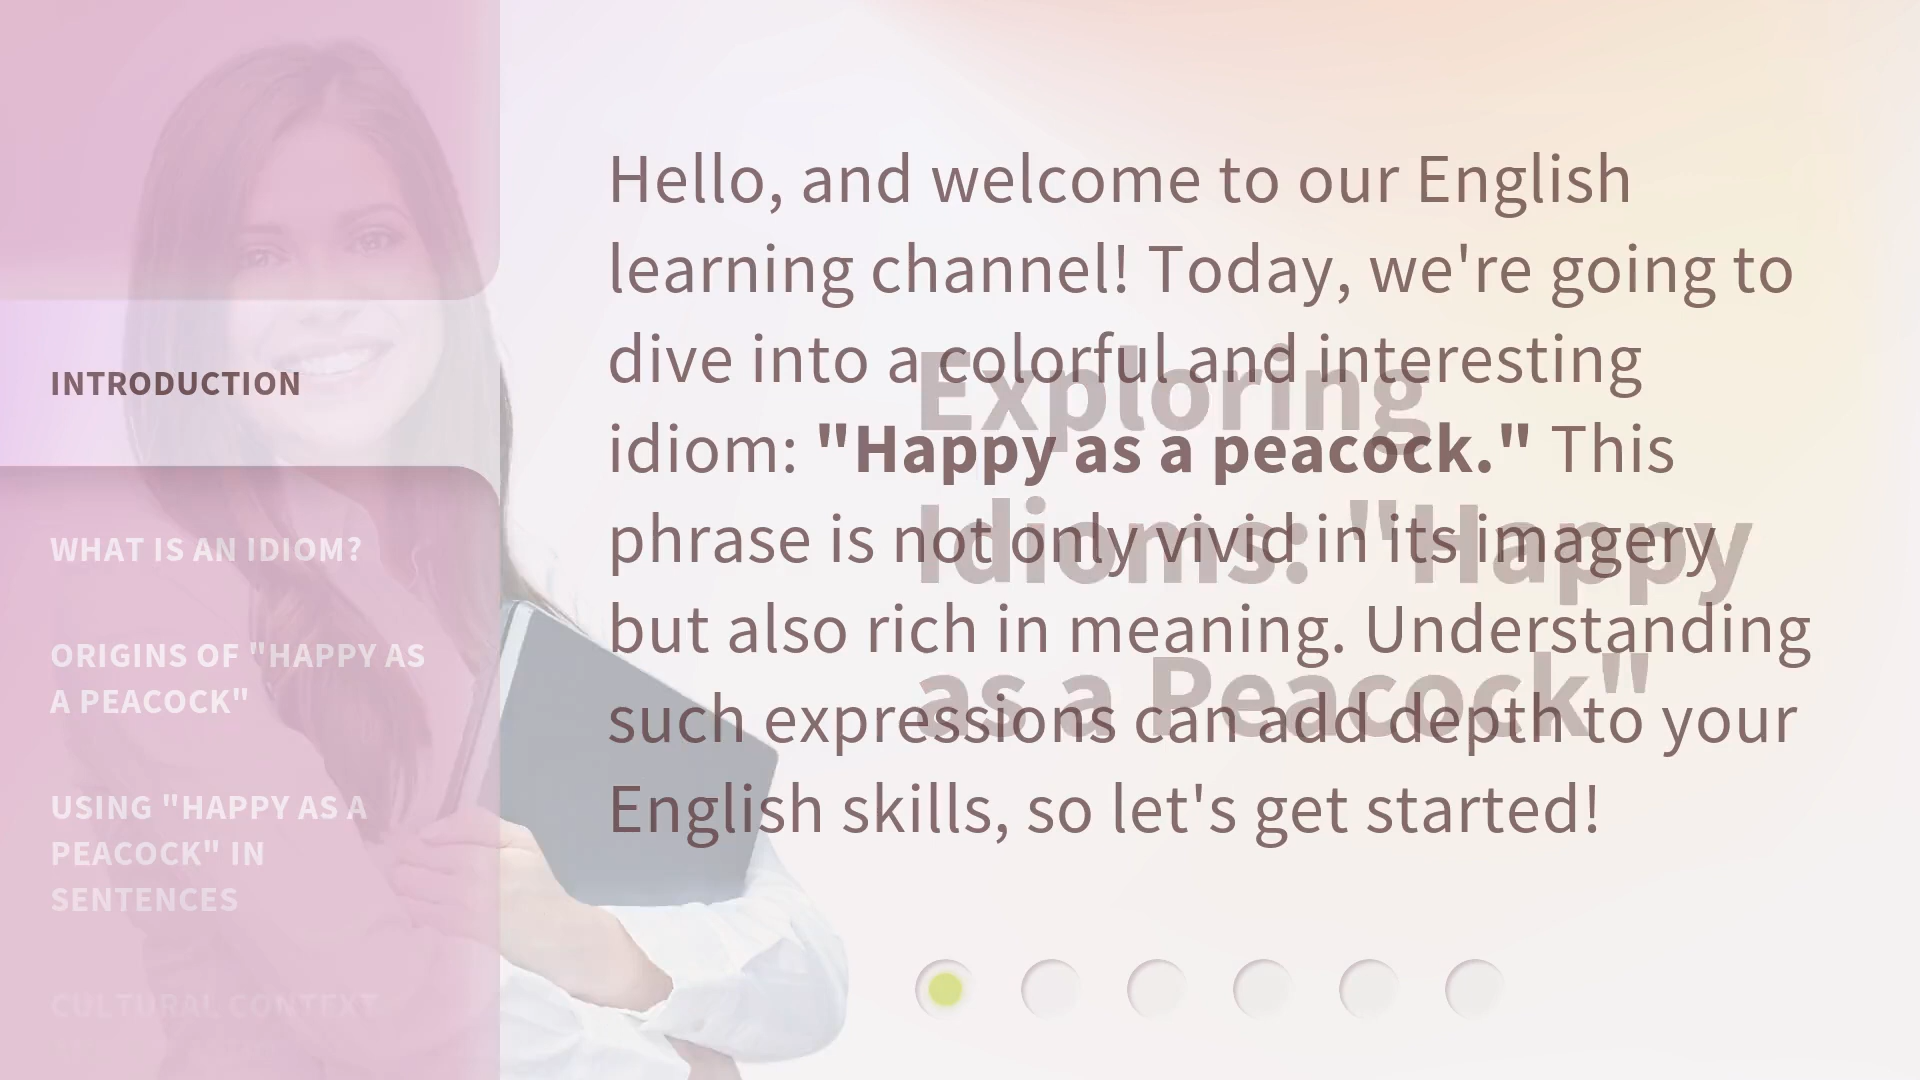 INTRODUCTION
WHAT IS AN IDIOM?
ORIGINS OF "HAPPY AS
A PEACOCK"
USING "HAPPY AS A
PEACOCK" IN
SENTENCES
CULTURAL CONTEXT
Hello, and welcome to our English
learning channel! Today, we're going to
dive into a colorful and interesting
idiom: "Happy as a peacock." This
phrase is not only vivid in its imagery
but also rich in meaning. Understanding
such expressions can add depth to your
English skills, so let's get started!
Exploring
Idioms: "Happy
as a Peacock"